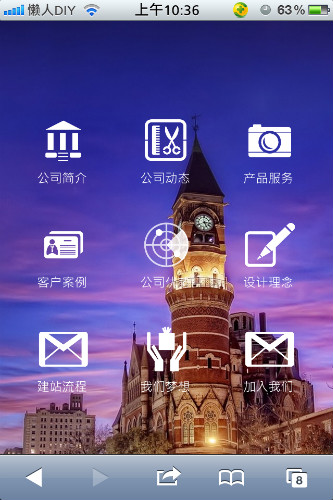 懒人DIY 上午10:36 63%
公司简介 公司动态 产品服务
客户案例 公司 设计理念
建站流程 我们梦想 加入我们
8